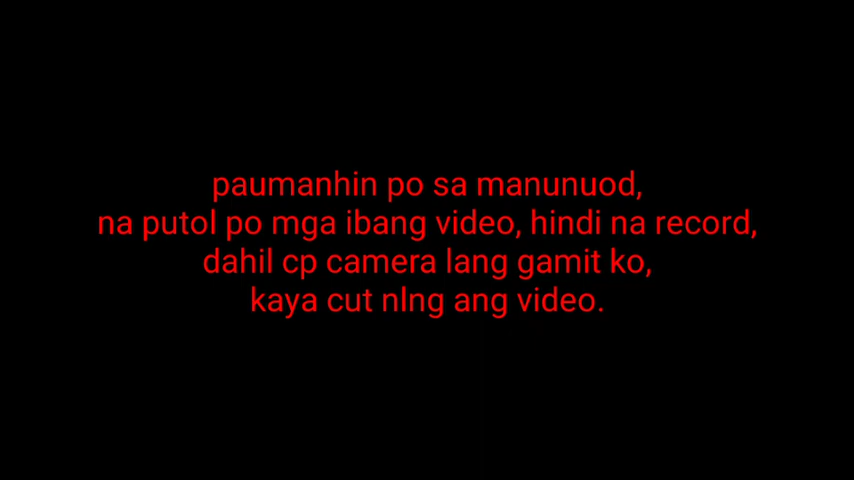 paumanhin po sa manunuod,
na putol po mga ibang video, hindi na record,
dahil cp camera lang gamit ko,
kaya cut nlng ang video.